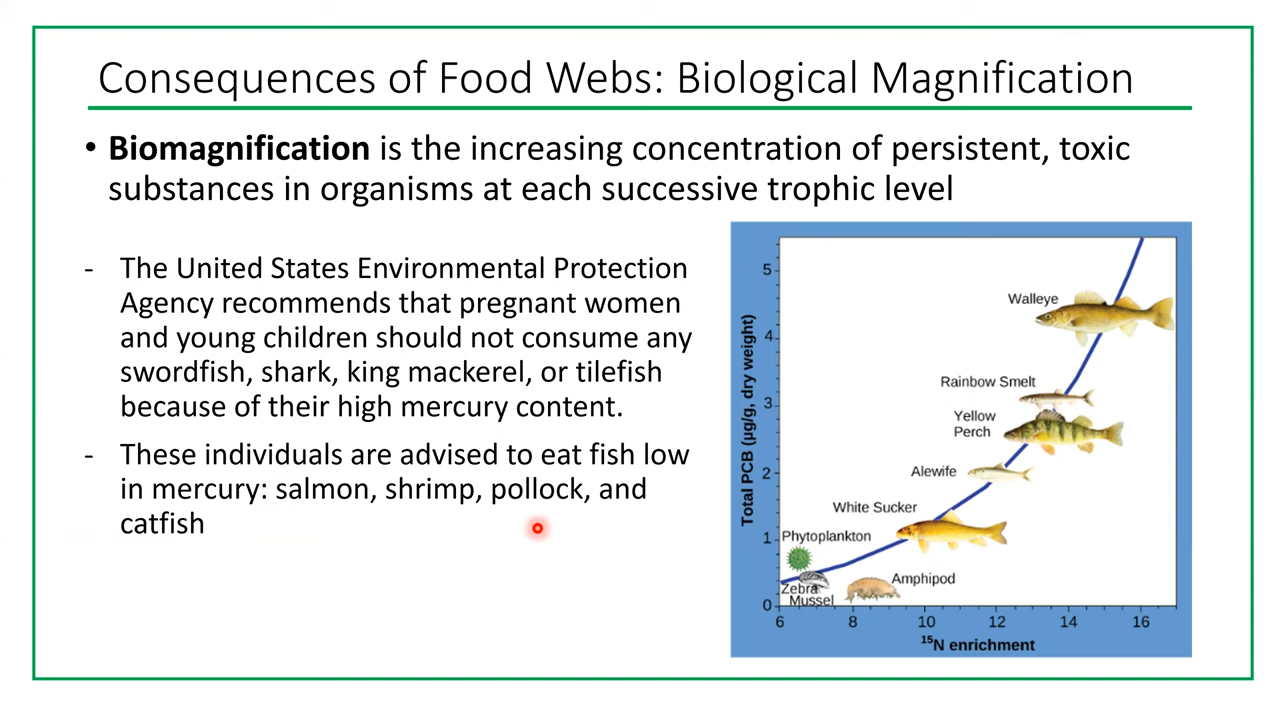 Consequences of Food Webs: Biological Magnification
• Biomagnification is the increasing concentration of persistent, toxic
substances in organisms at each successive trophic level
- The United States Environmental Protection
Agency recommends that pregnant women
and young children should not consume any
swordfish, shark, king mackerel, or tilefish
because of their high mercury content.
- These individuals are advised to eat fish low
in mercury: salmon, shrimp, pollock, and
catfish
Total PCB (µg/g, dry weight)
5
4
3
2
1
0
Walleye
Rainbow Smelt
Yellow
Perch
Alewife
White Sucker
Phytoplankton
Amphipod
Zebra
Mussel
6 8 10 12 14 16
¹⁵N enrichment